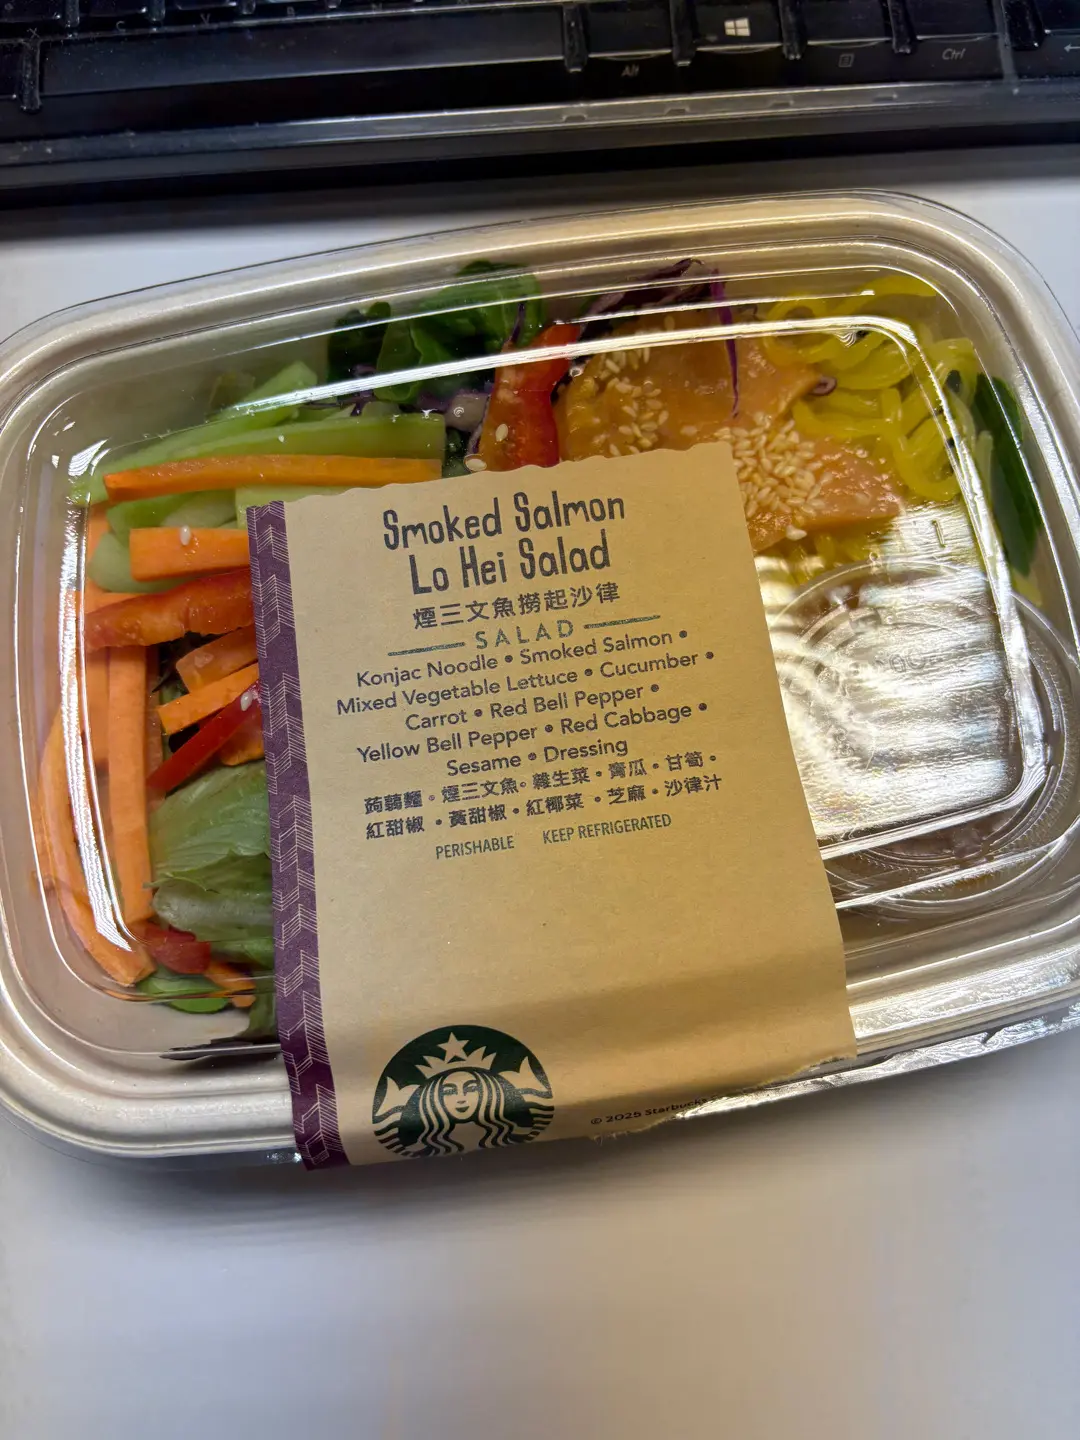 Alt
Ctrl
Smoked Salmon
Lo Hei Salad
煙三文魚撈起沙律
SALAD
Konjac Noodle • Smoked Salmon •
Mixed Vegetable Lettuce • Cucumber •
Carrot • Red Bell Pepper •
Yellow Bell Pepper • Red Cabbage •
Sesame • Dressing
蒟蒻麵。煙三文魚。雜生菜•青瓜•甘筍•
紅甜椒•黃甜椒•紅椰菜•芝麻•沙律汁
PERISHABLE KEEP REFRIGERATED
© 2025 Starbucks